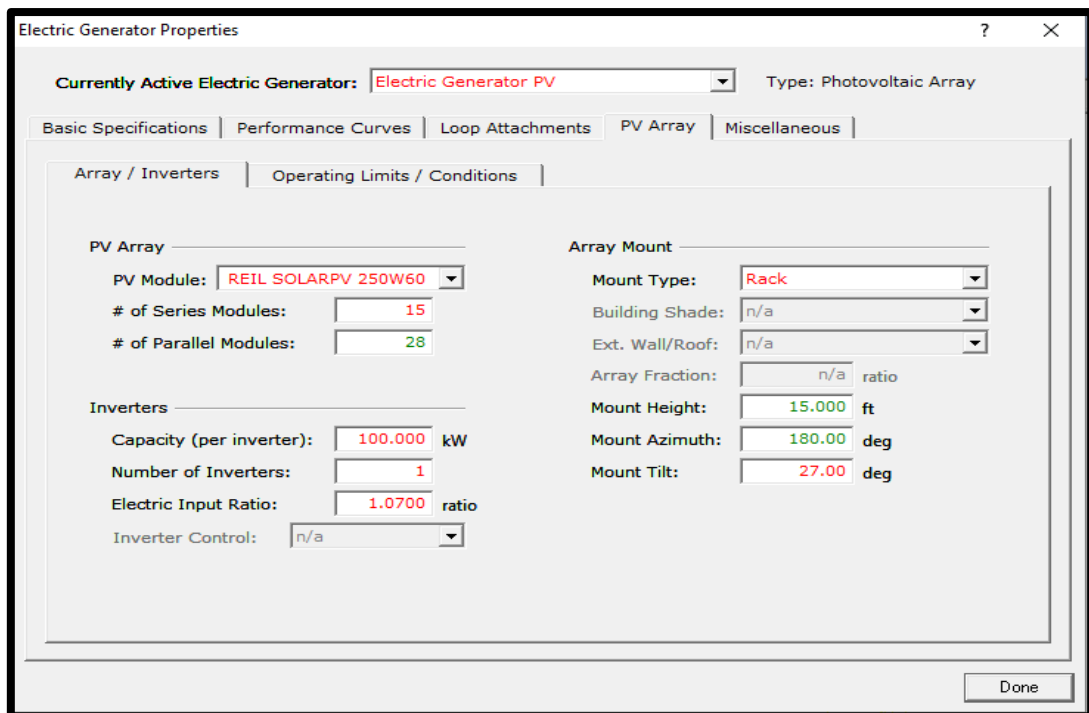 Electric Generator Properties ? X
Currently Active Electric Generator: Electric Generator PV Type: Photovoltaic Array
Basic Specifications Performance Curves Loop Attachments PV Array Miscellaneous
Array / Inverters Operating Limits / Conditions
PV Array
PV Module: REIL SOLARPV 250W60
# of Series Modules: 15
# of Parallel Modules: 28
Inverters
Capacity (per inverter): 100.000 kW
Number of Inverters: 1
Electric Input Ratio: 1.0700 ratio
Inverter Control: n/a
Array Mount
Mount Type: Rack
Building Shade: n/a
Ext. Wall/Roof: n/a
Array Fraction: n/a ratio
Mount Height: 15.000 ft
Mount Azimuth: 180.00 deg
Mount Tilt: 27.00 deg
Done